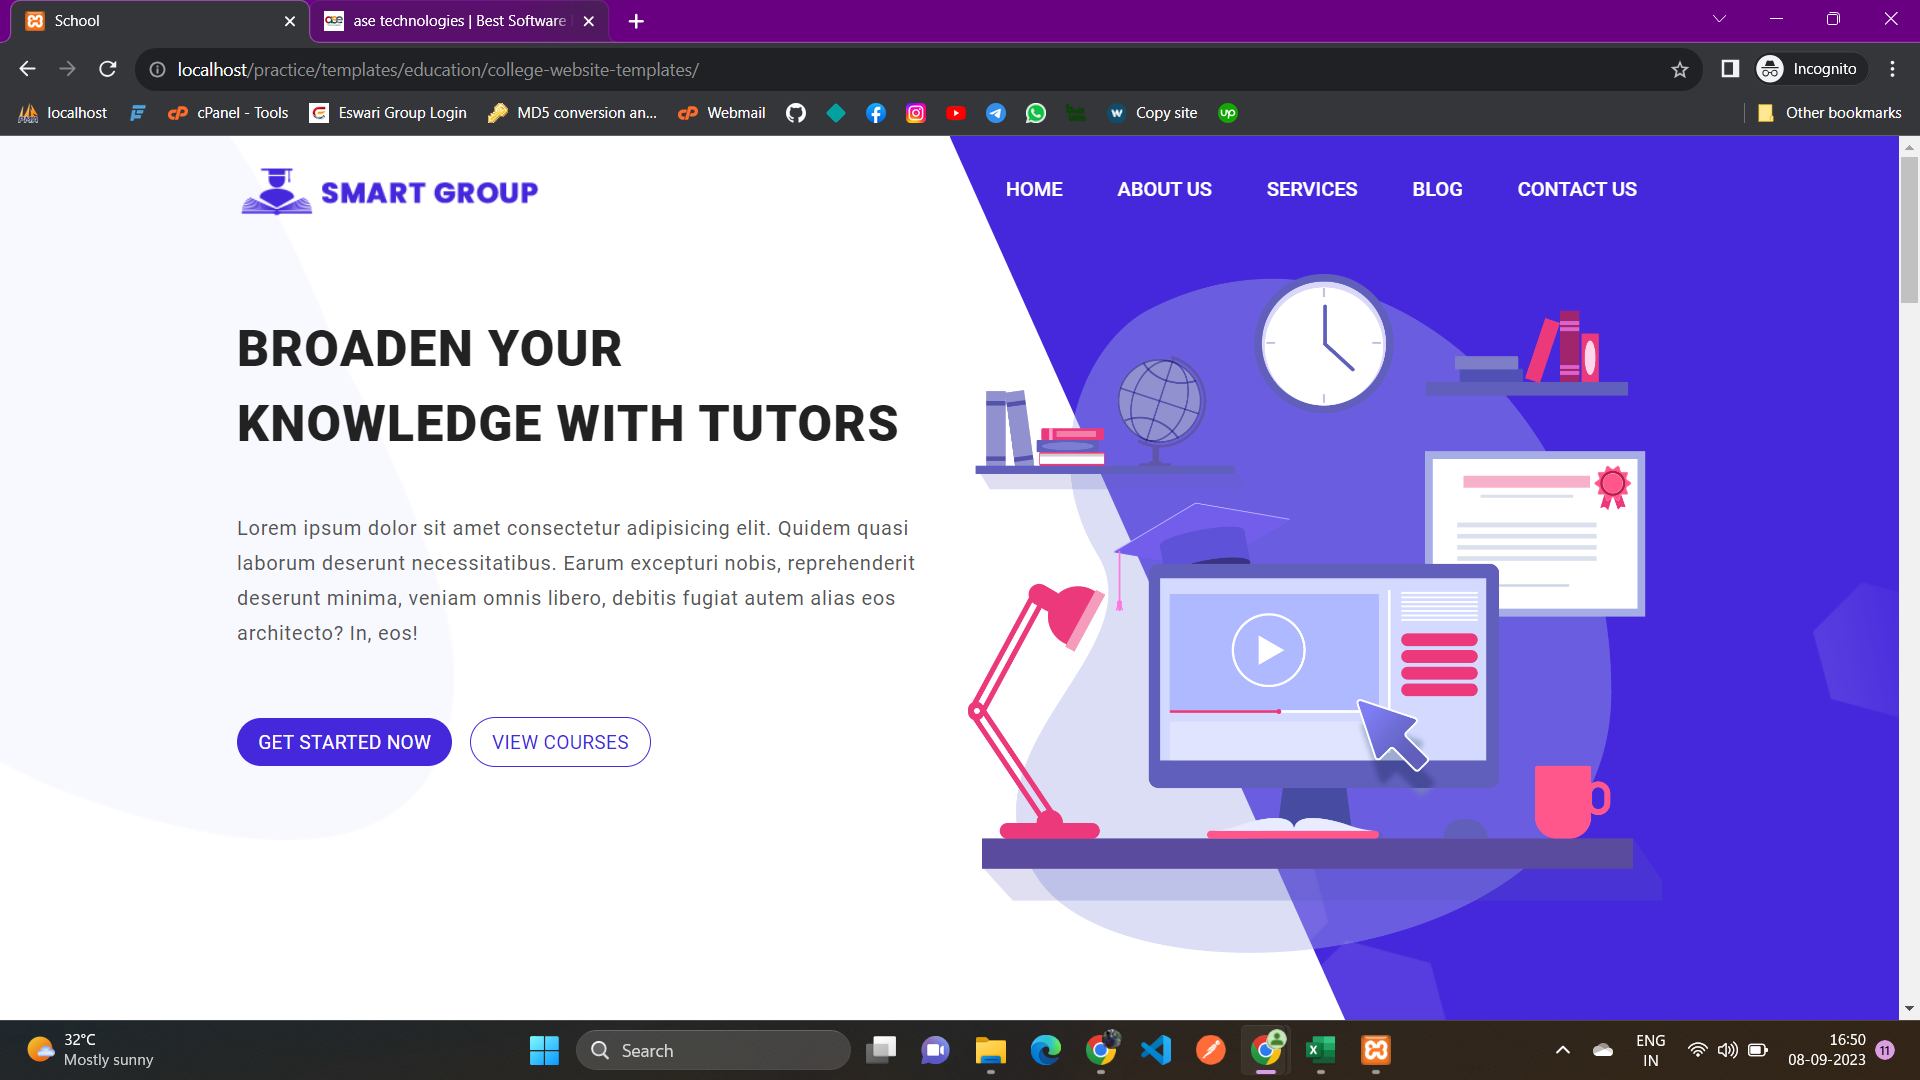 School
ase technologies | Best Software
localhost/practice/templates/education/college-website-templates/
Incognito
localhost
cPanel - Tools
Eswari Group Login
MD5 conversion an...
Webmail
Copy site
Other bookmarks
SMART GROUP
HOME
ABOUT US
SERVICES
BLOG
CONTACT US
BROADEN YOUR
KNOWLEDGE WITH TUTORS
Lorem ipsum dolor sit amet consectetur adipisicing elit. Quidem quasi
laborum deserunt necessitatibus. Earum excepturi nobis, reprehenderit
deserunt minima, veniam omnis libero, debitis fugiat autem alias eos
architecto? In, eos!
GET STARTED NOW
VIEW COURSES
32°C
Mostly sunny
Search
ENG
IN
16:50
08-09-2023
11